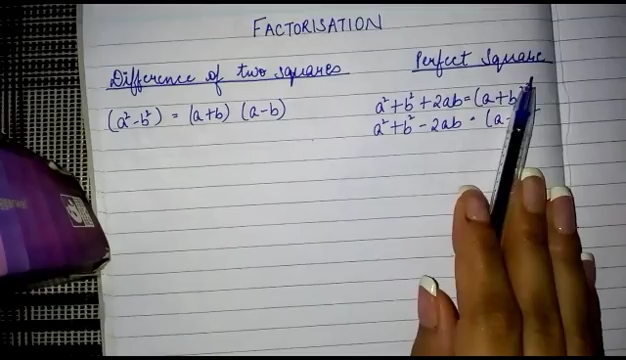 FACTORISATION
Difference of two squares
(a²-b²) = (a+b) (a-b)
Perfect Square
a²+b²+2ab=(a+b)
a²+b²-2ab = (a-